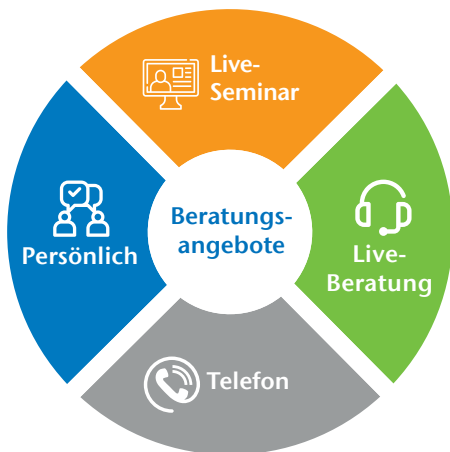 Live-
Seminar
Beratungs-
angebote
Persönlich
Live-
Beratung
Telefon